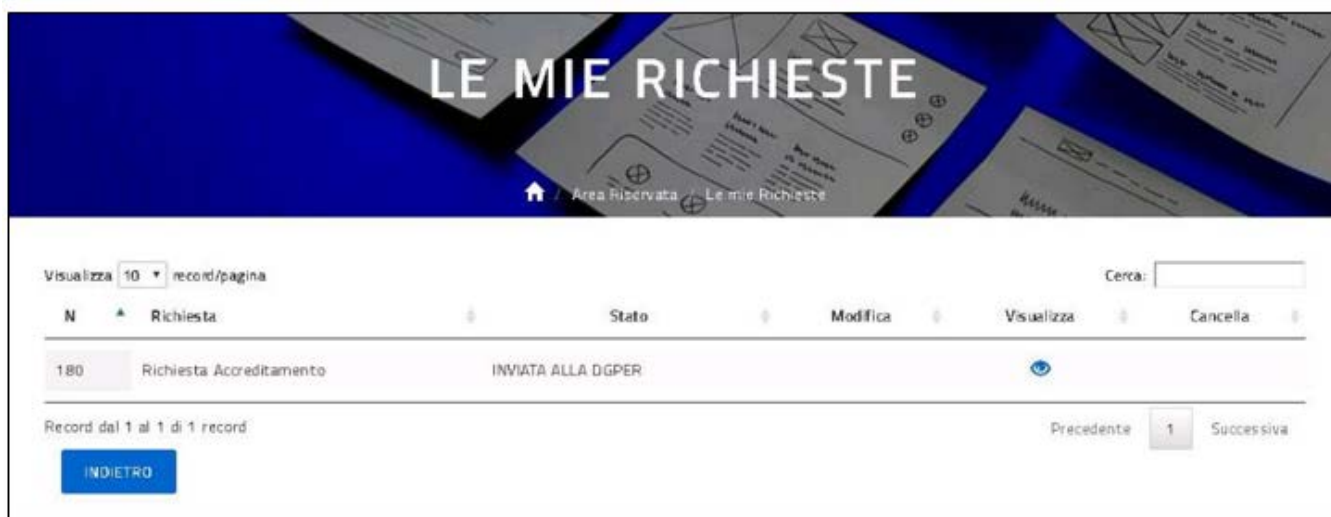 LE MIE RICHIESTE
/ Area Riservata / Le mie Richieste
Visualizza 10 record/pagina Cerca:
N Richiesta Stato Modifica Visualizza Cancella
180 Richiesta Accreditamento INVIATA ALLA DGPER
Record dal 1 al 1 di 1 record Precedente 1 Successiva
INDIETRO